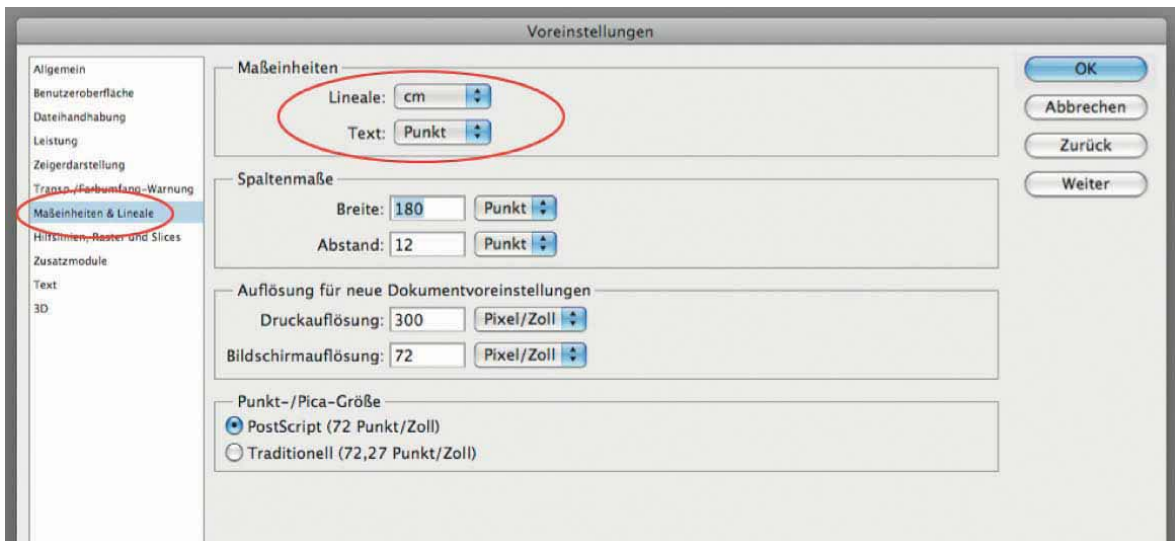 Voreinstellungen
Allgemein
Benutzeroberfläche
Dateihandhabung
Leistung
Zeigerdarstellung
Transp./Farbumfang-Warnung
Maßeinheiten & Lineale
Hilfslinien, Raster und Slices
Zusatzmodule
Text
3D
Maßeinheiten
Lineale: cm
Text: Punkt
Spaltenmaße
Breite: 180 Punkt
Abstand: 12 Punkt
Auflösung für neue Dokumentvoreinstellungen
Druckauflösung: 300 Pixel/Zoll
Bildschirmauflösung: 72 Pixel/Zoll
Punkt-/Pica-Größe
PostScript (72 Punkt/Zoll)
Traditionell (72,27 Punkt/Zoll)
OK
Abbrechen
Zurück
Weiter